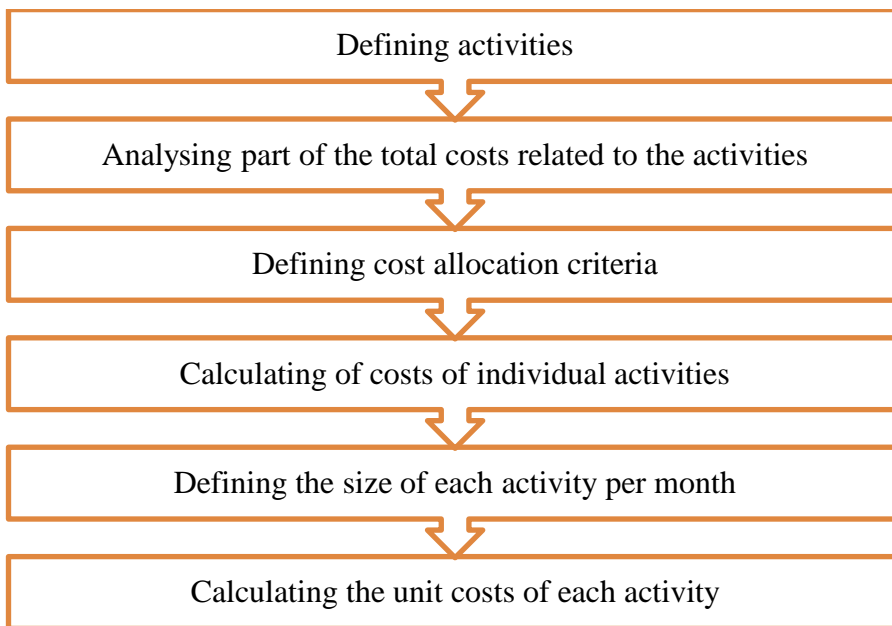 Defining activities
Analysing part of the total costs related to the activities
Defining cost allocation criteria
Calculating of costs of individual activities
Defining the size of each activity per month
Calculating the unit costs of each activity